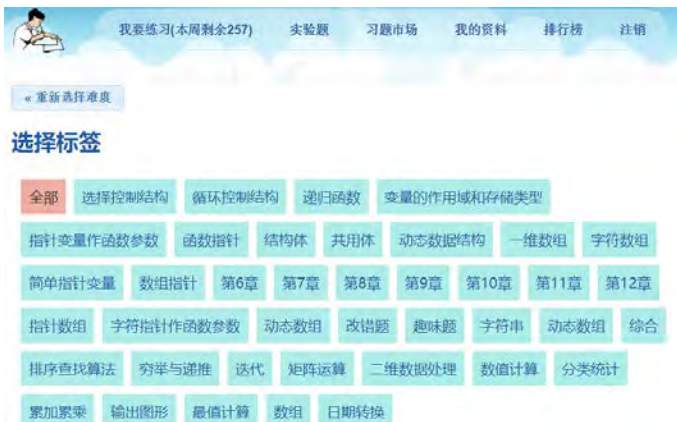 我要练习(本周剩余257) 实验题 习题市场 我的资料 排行榜 注销
« 重新选择难度
选择标签
全部 选择控制结构 循环控制结构 递归函数 变量的作用域和存储类型
指针变量作函数参数 函数指针 结构体 共用体 动态数据结构 一维数组 字符数组
简单指针变量 数组指针 第6章 第7章 第8章 第9章 第10章 第11章 第12章
指针数组 字符指针作函数参数 动态数组 改错题 趣味题 字符串 动态数组 综合
排序查找算法 穷举与递推 迭代 矩阵运算 二维数据处理 数值计算 分类统计
累加累乘 输出图形 最值计算 数组 日期转换